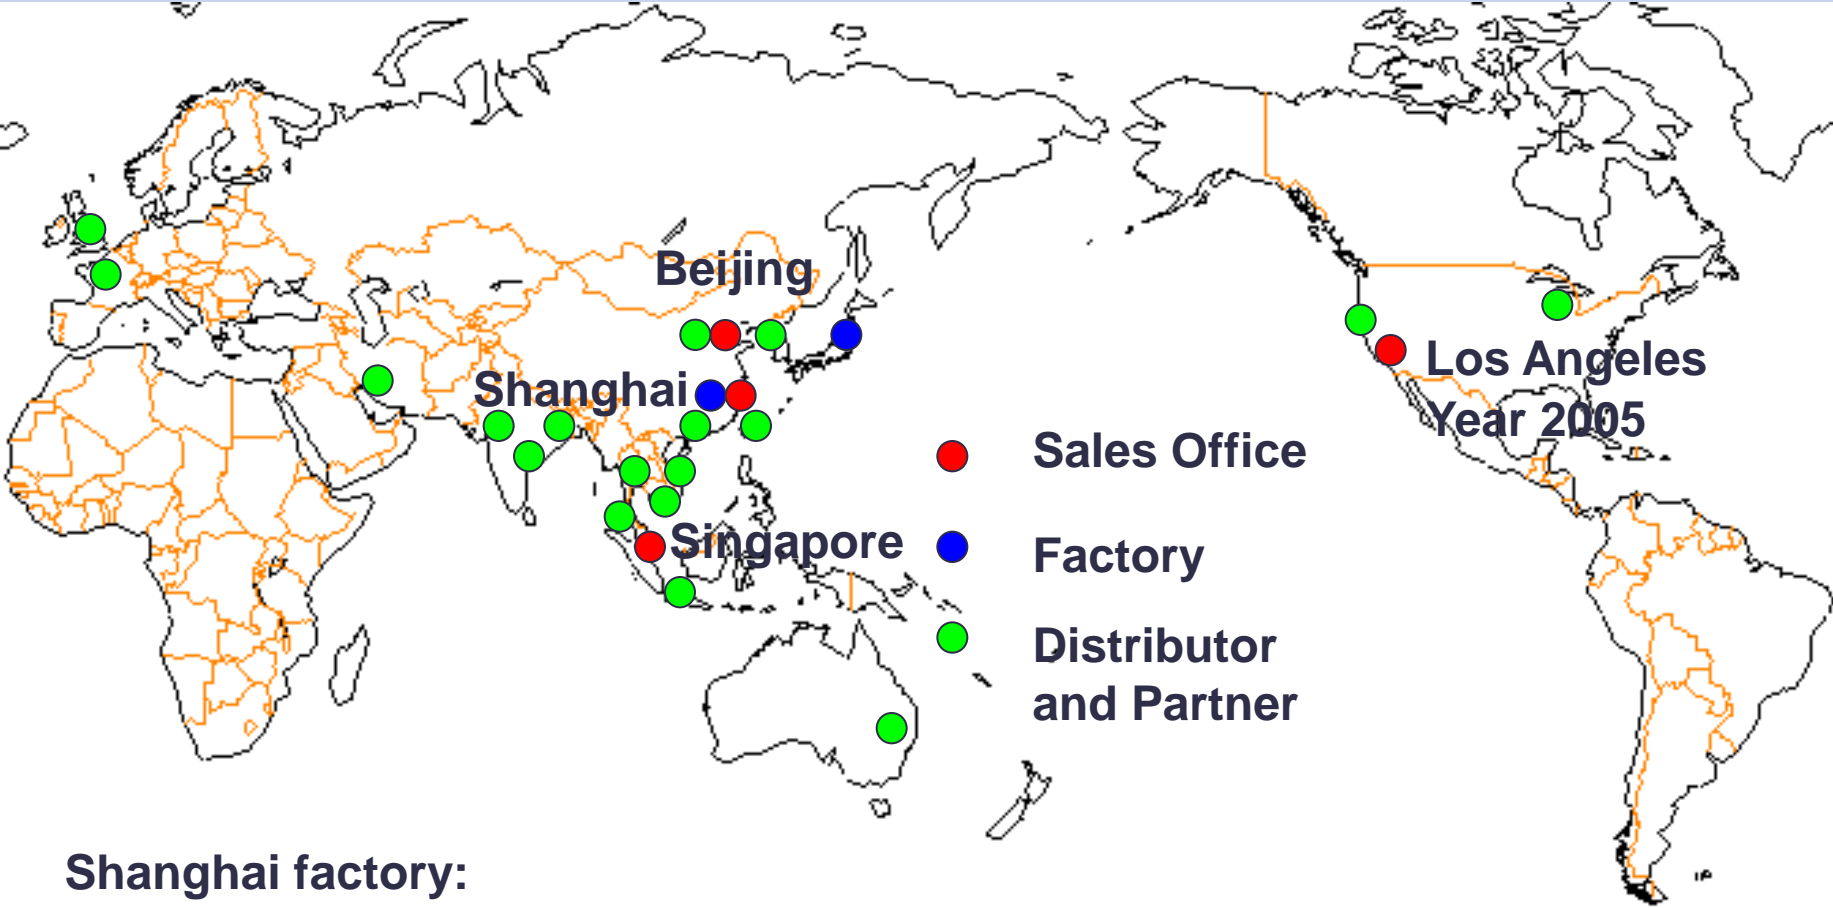 Beijing
Shanghai
Los Angeles
Year 2005
Sales Office
Singapore
Factory
Distributor
and Partner
Shanghai factory: